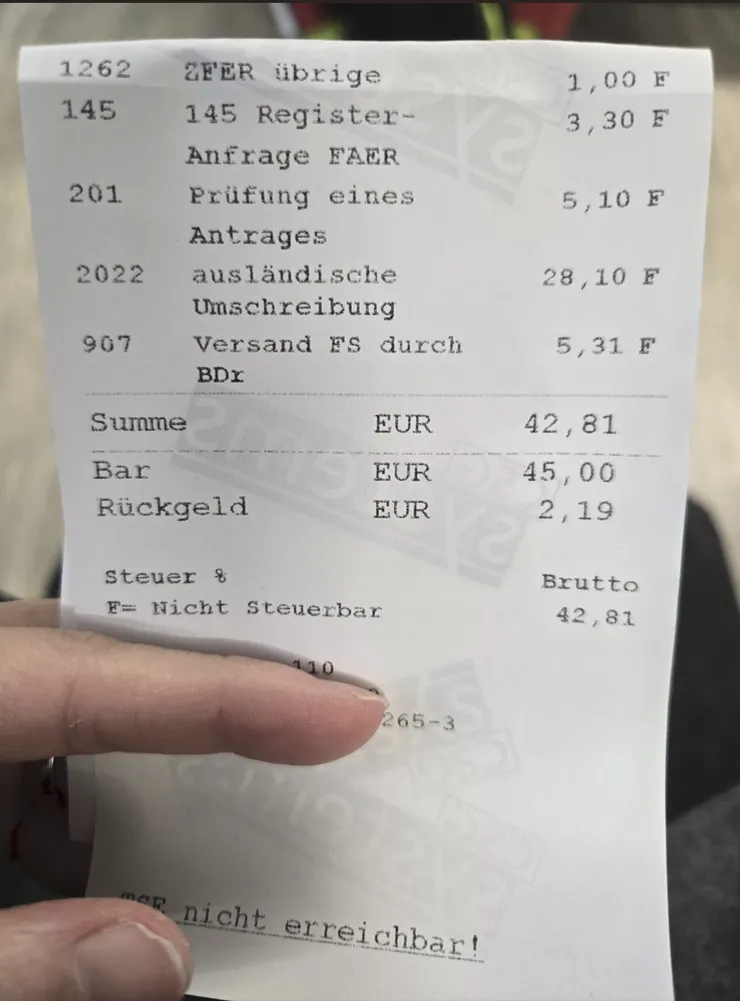 1262 ZFER übrige 1,00 F
145 145 Register- 3,30 F
Anfrage FAER
201 Prüfung eines 5,10 F
Antrages
2022 ausländische 28,10 F
Umschreibung
907 Versand FS durch 5,31 F
BDr
Summe EUR 42,81
Bar EUR 45,00
Rückgeld EUR 2,19
Steuer % Brutto
F= Nicht Steuerbar 42,81
110
265-3
TSE nicht erreichbar!